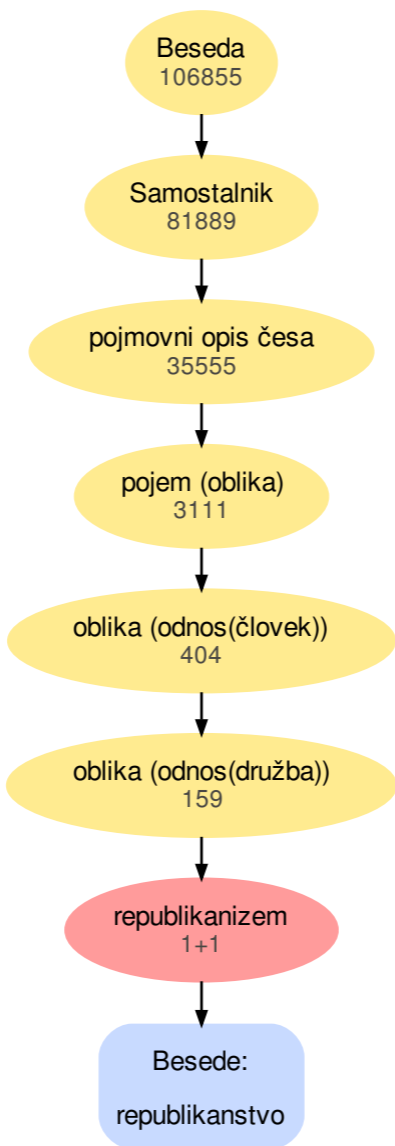 Beseda
106855
Samostalnik
81889
pojmovni opis česa
35555
pojem (oblika)
3111
oblika (odnos(človek))
404
oblika (odnos(družba))
159
republikanizem
1+1
Besede:
republikanstvo